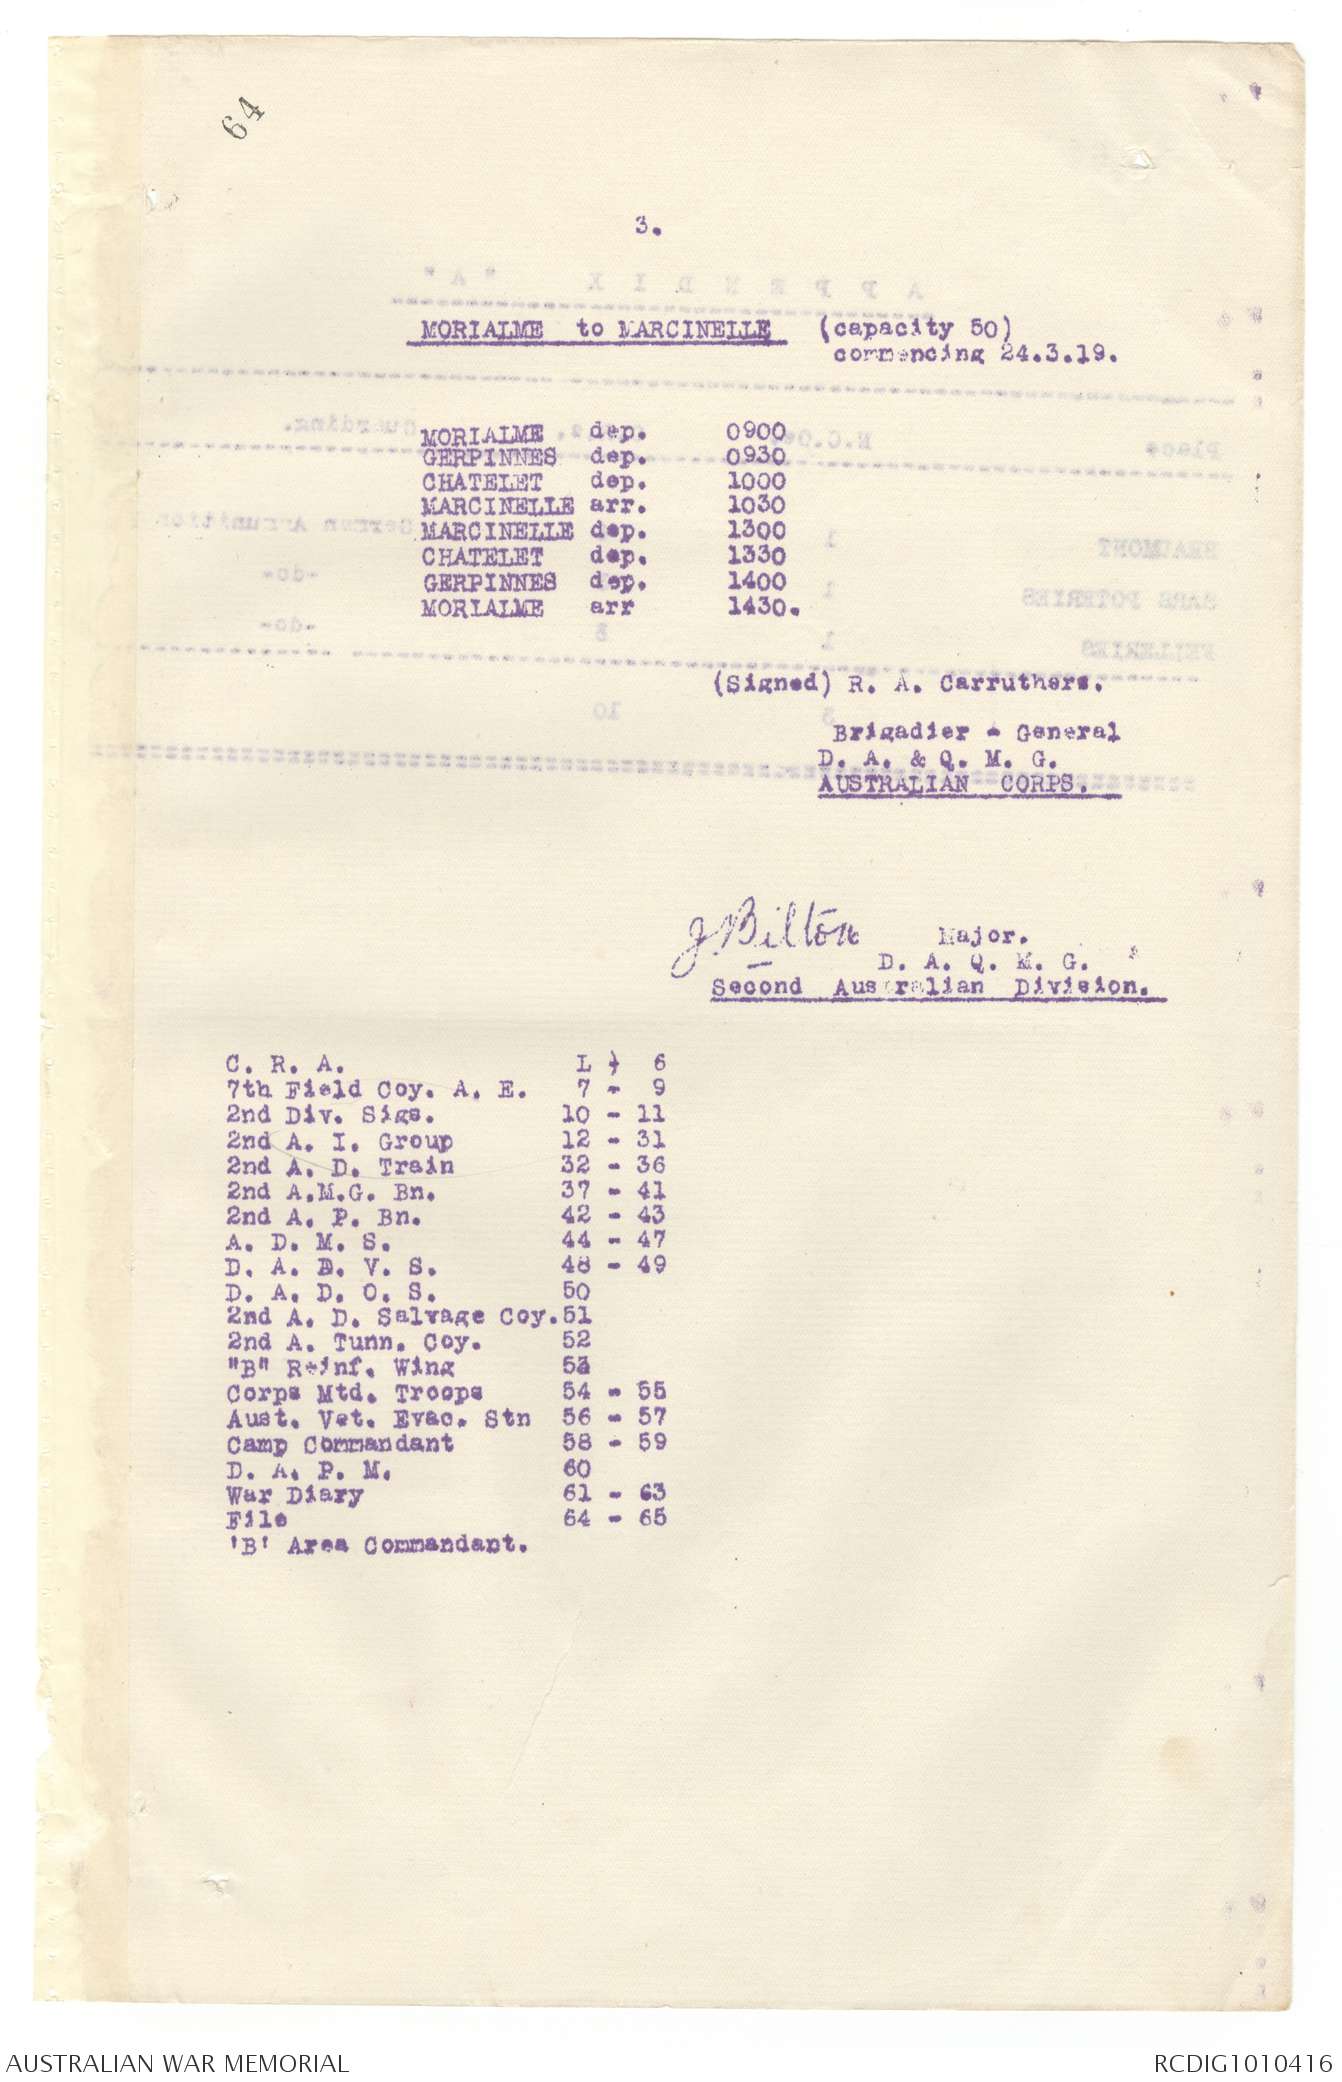 64
3.
MORIALME to MARCINELLE (capacity 50)
commencing 24.3.19.
MORIALME dep. 0900
GERPINNES dep. 0930
CHATELET dep. 1000
MARCINELLE arr. 1030
MARCINELLE dep. 1300
CHATELET dep. 1330
GERPINNES dep. 1400
MORIALME arr 1430.
(Signed) R. A. Carruthers.
Brigadier - General
D. A. & Q. M. G.
AUSTRALIAN CORPS.
J Bilton Major.
D. A. Q. M. G.
Second Australian Division.
C. R. A. L - 6
7th Field Coy. A. E. 7 - 9
2nd Div. Sigs. 10 - 11
2nd A. I. Group 12 - 31
2nd A. D. Train 32 - 36
2nd A.M.G. Bn. 37 - 41
2nd A. P. Bn. 42 - 43
A. D. M. S. 44 - 47
D. A. D. V. S. 48 - 49
D. A. D. O. S. 50
2nd A. D. Salvage Coy. 51
2nd A. Tunn. Coy. 52
"B" Reinf. Wing 53
Corps Mtd. Troops 54 - 55
Aust. Vet. Evac. Stn 56 - 57
Camp Commandant 58 - 59
D. A. P. M. 60
War Diary 61 - 63
File 64 - 65
'B' Area Commandant.
AUSTRALIAN WAR MEMORIAL RCDIG1010416